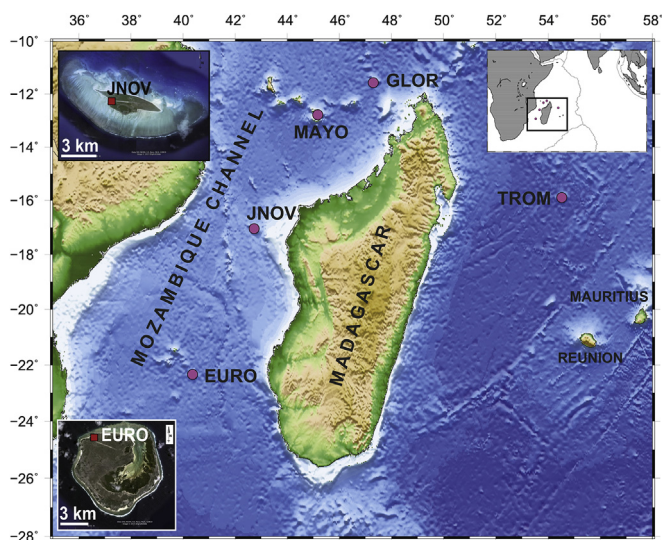 36 38 40 42 44 45 46 48 50 52 54 56 58
−10
−12
−14
−16
−18
−20
−22
−24
−26
−28
JNOV
3 km
GLOR
MAYO
MOZAMBIQUE CHANNEL
JNOV
TROM
MADAGASCAR
MAURITIUS
REUNION
EURO
EURO
3 km